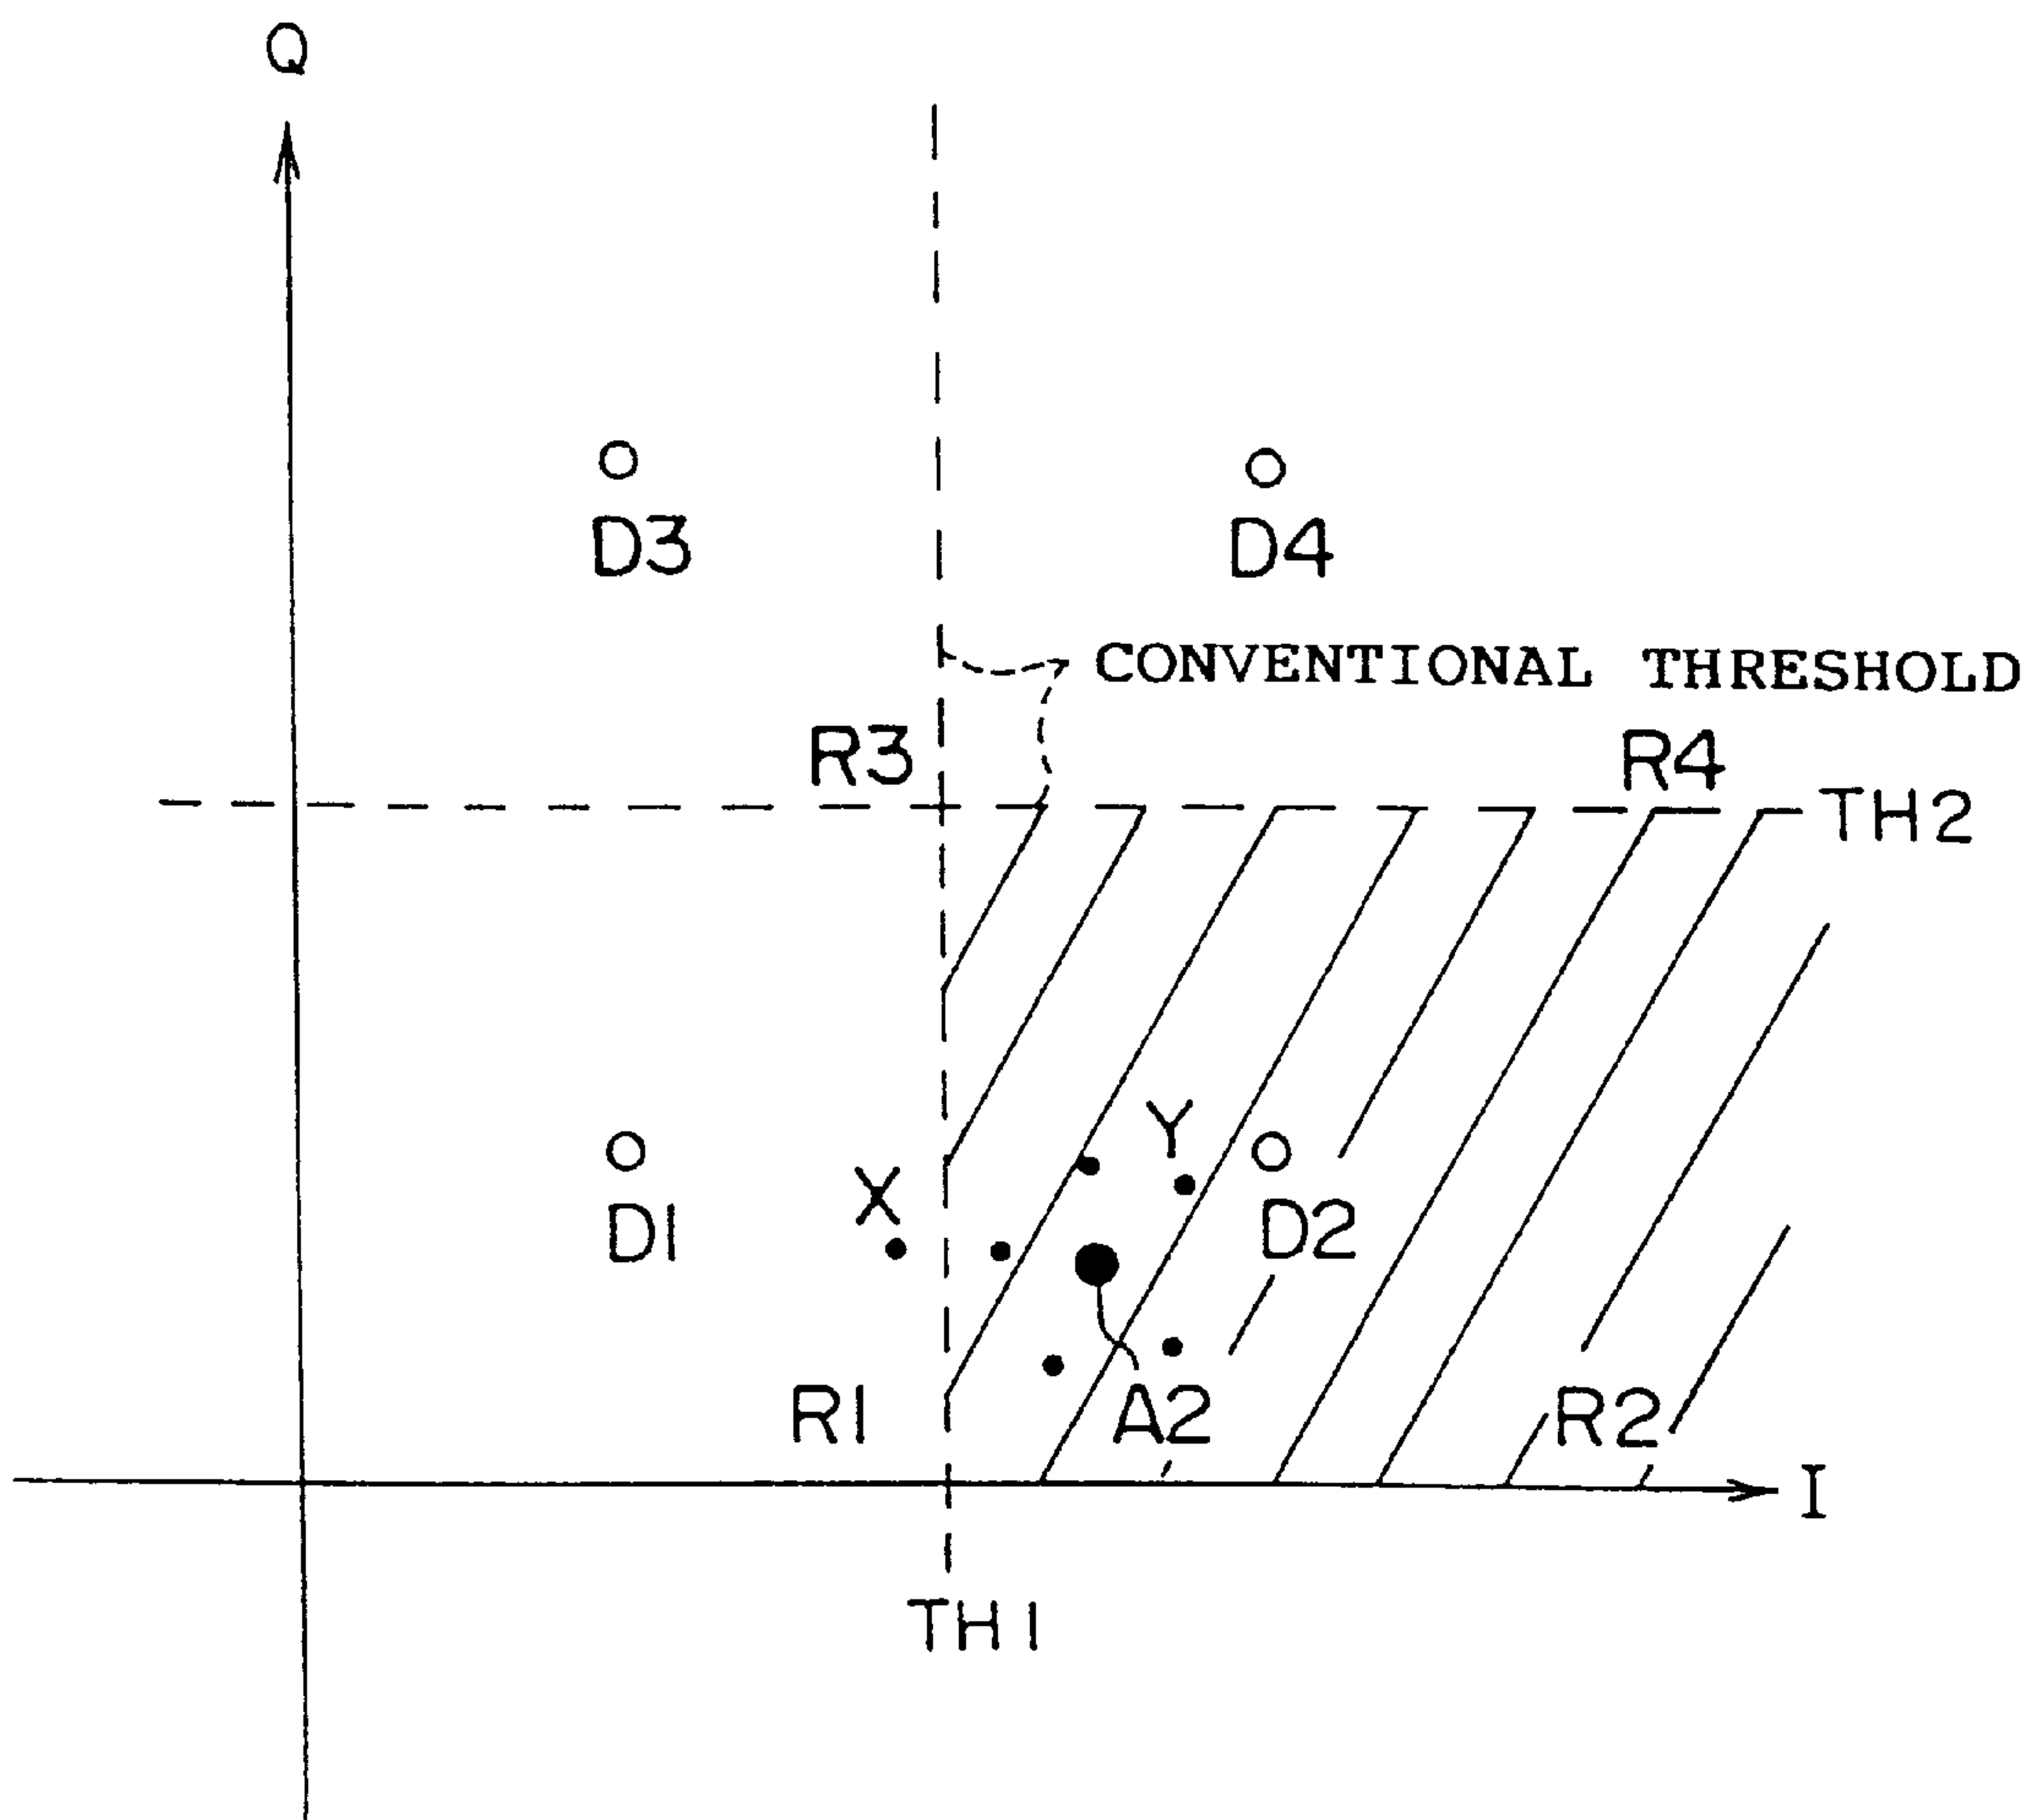 Q
D3
D4
CONVENTIONAL THRESHOLD
R3
R4
TH2
Y
X
D1
D2
R1
A2
R2
I
TH1